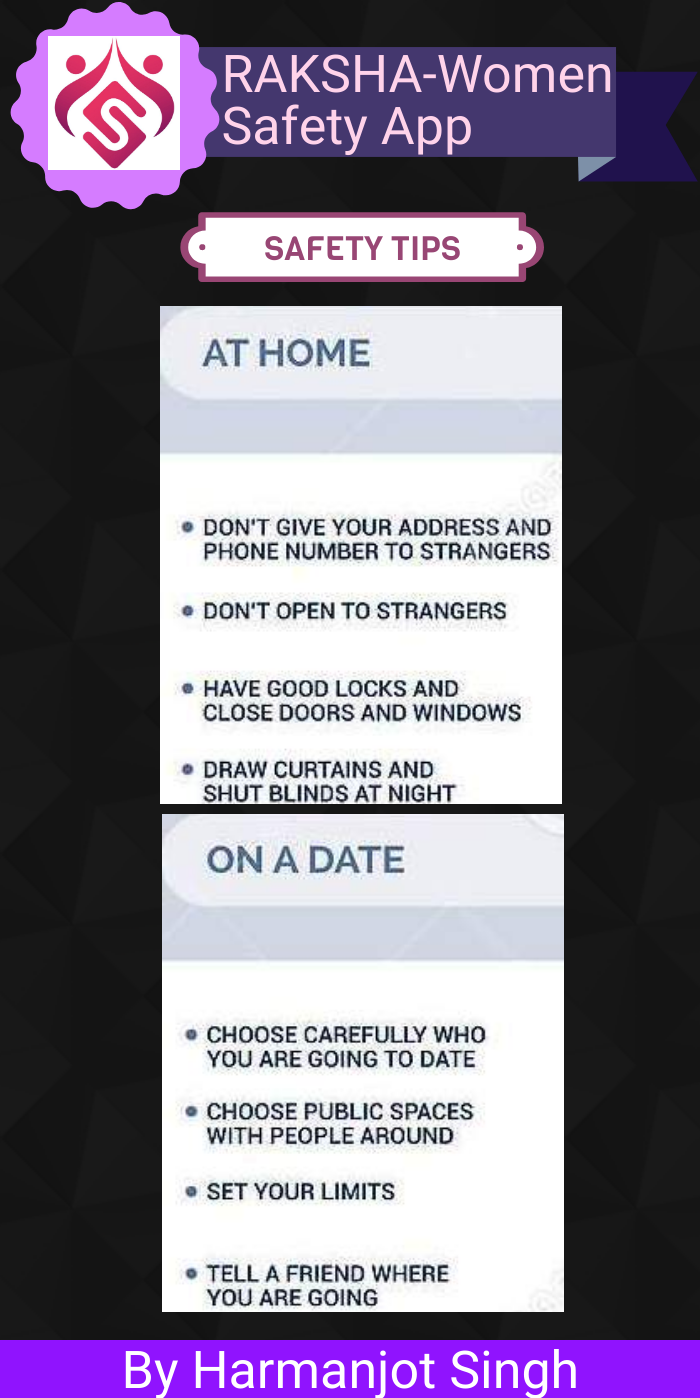 RAKSHA-Women
Safety App
SAFETY TIPS
AT HOME
• DON'T GIVE YOUR ADDRESS AND
PHONE NUMBER TO STRANGERS
• DON'T OPEN TO STRANGERS
• HAVE GOOD LOCKS AND
CLOSE DOORS AND WINDOWS
• DRAW CURTAINS AND
SHUT BLINDS AT NIGHT
ON A DATE
• CHOOSE CAREFULLY WHO
YOU ARE GOING TO DATE
• CHOOSE PUBLIC SPACES
WITH PEOPLE AROUND
• SET YOUR LIMITS
• TELL A FRIEND WHERE
YOU ARE GOING
By Harmanjot Singh